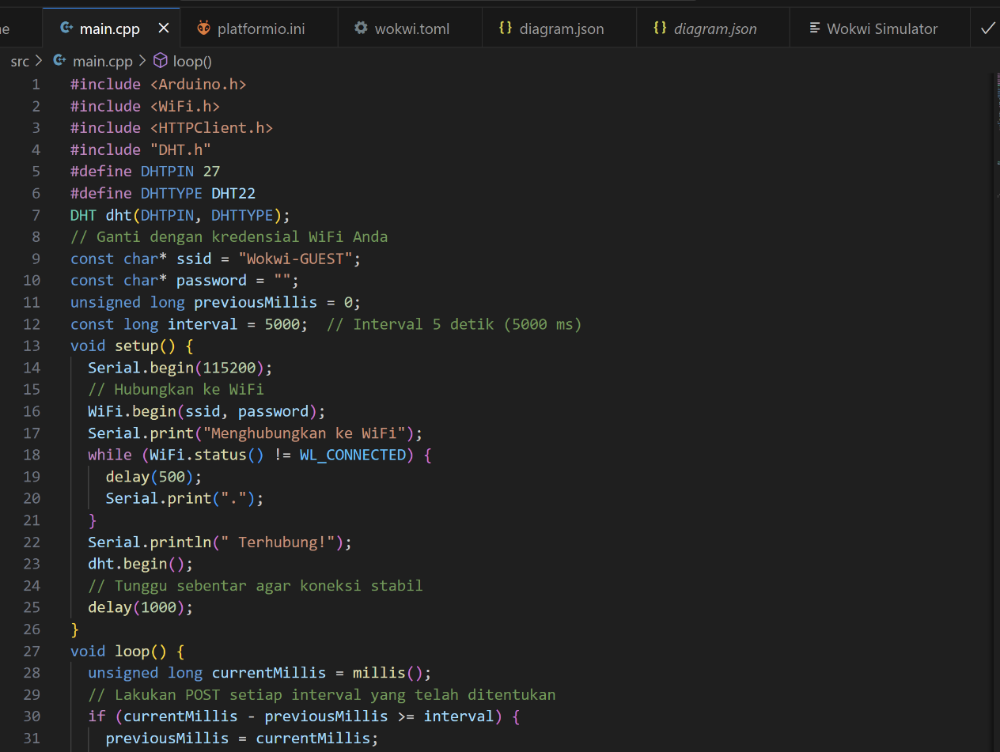 e main.cpp platformio.ini wokwi.toml {} diagram.json {} diagram.json Wokwi Simulator
src > main.cpp > loop()
1 #include <Arduino.h>
2 #include <WiFi.h>
3 #include <HTTPClient.h>
4 #include "DHT.h"
5 #define DHTPIN 27
6 #define DHTTYPE DHT22
7 DHT dht(DHTPIN, DHTTYPE);
8 // Ganti dengan kredensial WiFi Anda
9 const char* ssid = "Wokwi-GUEST";
10 const char* password = "";
11 unsigned long previousMillis = 0;
12 const long interval = 5000;  // Interval 5 detik (5000 ms)
13 void setup() {
14   Serial.begin(115200);
15   // Hubungkan ke WiFi
16   WiFi.begin(ssid, password);
17   Serial.print("Menghubungkan ke WiFi");
18   while (WiFi.status() != WL_CONNECTED) {
19     delay(500);
20     Serial.print(".");
21   }
22   Serial.println(" Terhubung!");
23   dht.begin();
24   // Tunggu sebentar agar koneksi stabil
25   delay(1000);
26 }
27 void loop() {
28   unsigned long currentMillis = millis();
29   // Lakukan POST setiap interval yang telah ditentukan
30   if (currentMillis - previousMillis >= interval) {
31     previousMillis = currentMillis;